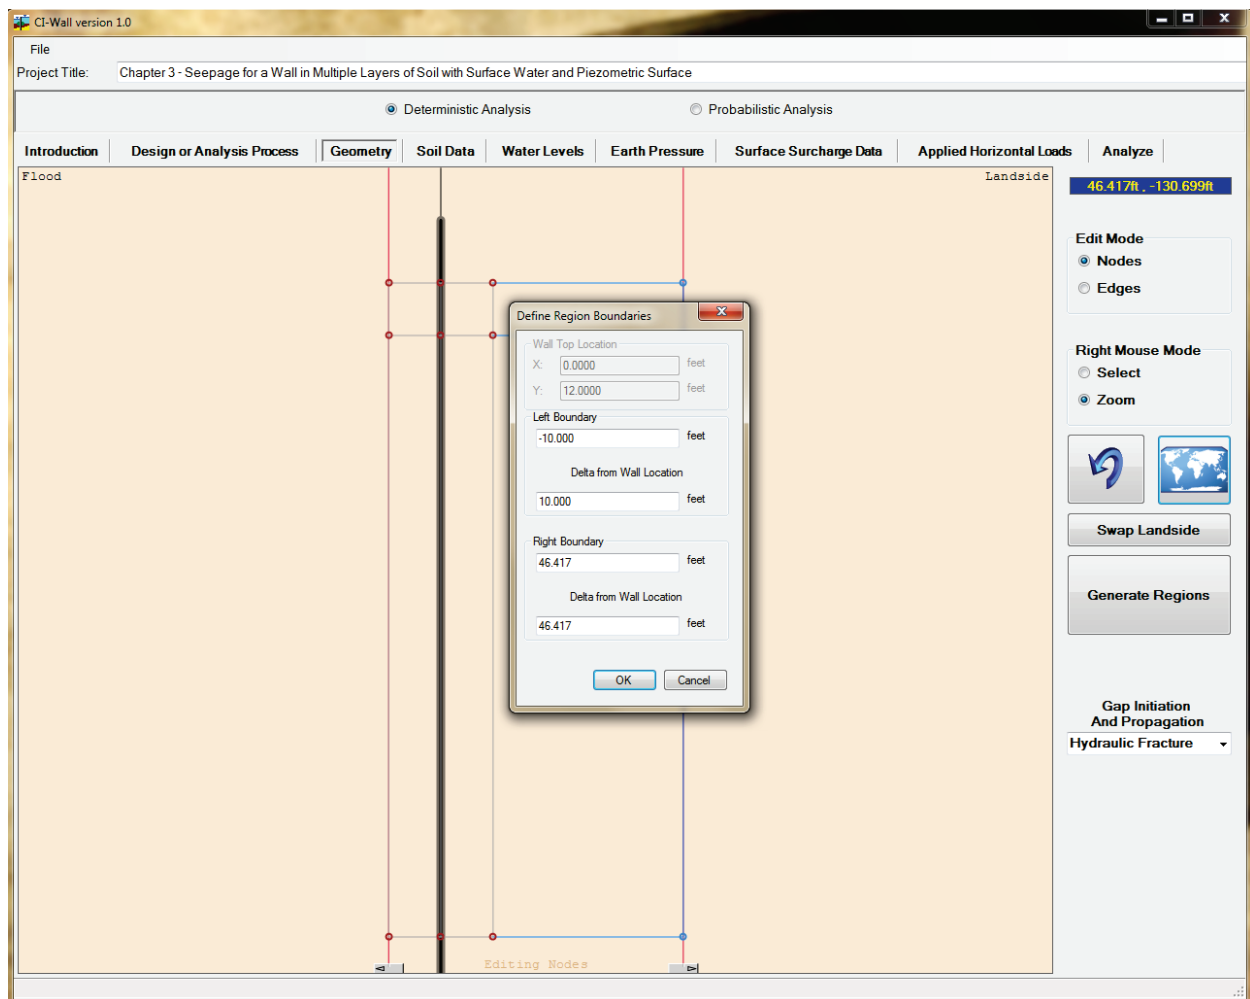 CI-Wall version 1.0
File
Project Title: Chapter 3 - Seepage for a Wall in Multiple Layers of Soil with Surface Water and Piezometric Surface
Deterministic Analysis Probabilistic Analysis
Introduction Design or Analysis Process Geometry Soil Data Water Levels Earth Pressure Surface Surcharge Data Applied Horizontal Loads Analyze
Flood Landside
46.417ft , -130.699ft
Edit Mode
Nodes
Edges
Right Mouse Mode
Select
Zoom
Swap Landside
Generate Regions
Gap Initiation
And Propagation
Hydraulic Fracture
Define Region Boundaries
Wall Top Location
X: 0.0000 feet
Y: 12.0000 feet
Left Boundary
-10.000 feet
Delta from Wall Location
10.000 feet
Right Boundary
46.417 feet
Delta from Wall Location
46.417 feet
OK Cancel
Editing Nodes